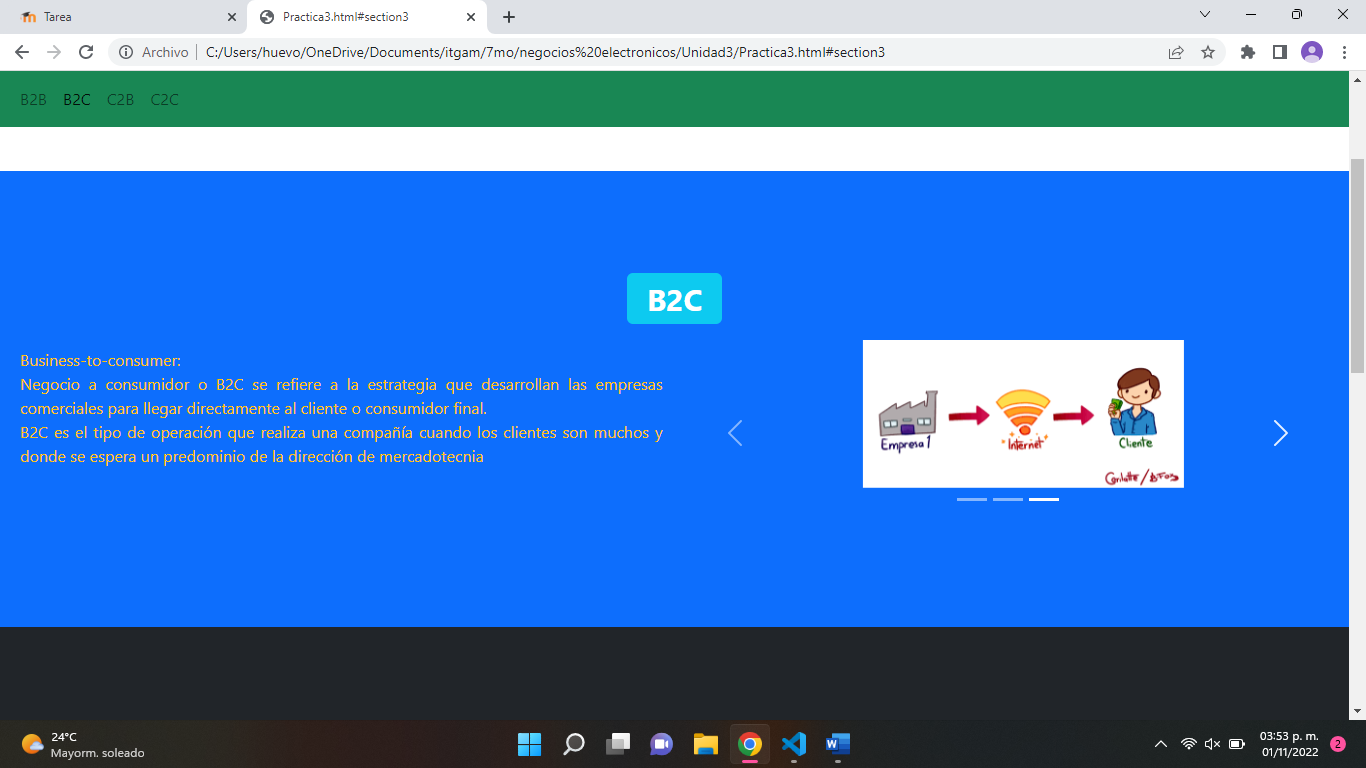 Tarea
Practica3.html#section3
Archivo
C:/Users/huevo/OneDrive/Documents/itgam/7mo/negocios%20electronicos/Unidad3/Practica3.html#section3
B2B B2C C2B C2C
B2C
Business-to-consumer:
Negocio a consumidor o B2C se refiere a la estrategia que desarrollan las empresas
comerciales para llegar directamente al cliente o consumidor final.
B2C es el tipo de operación que realiza una compañía cuando los clientes son muchos y
donde se espera un predominio de la dirección de mercadotecnia
Empresa 1
Internet
Cliente
24°C
Mayorm. soleado
03:53 p. m.
01/11/2022
2